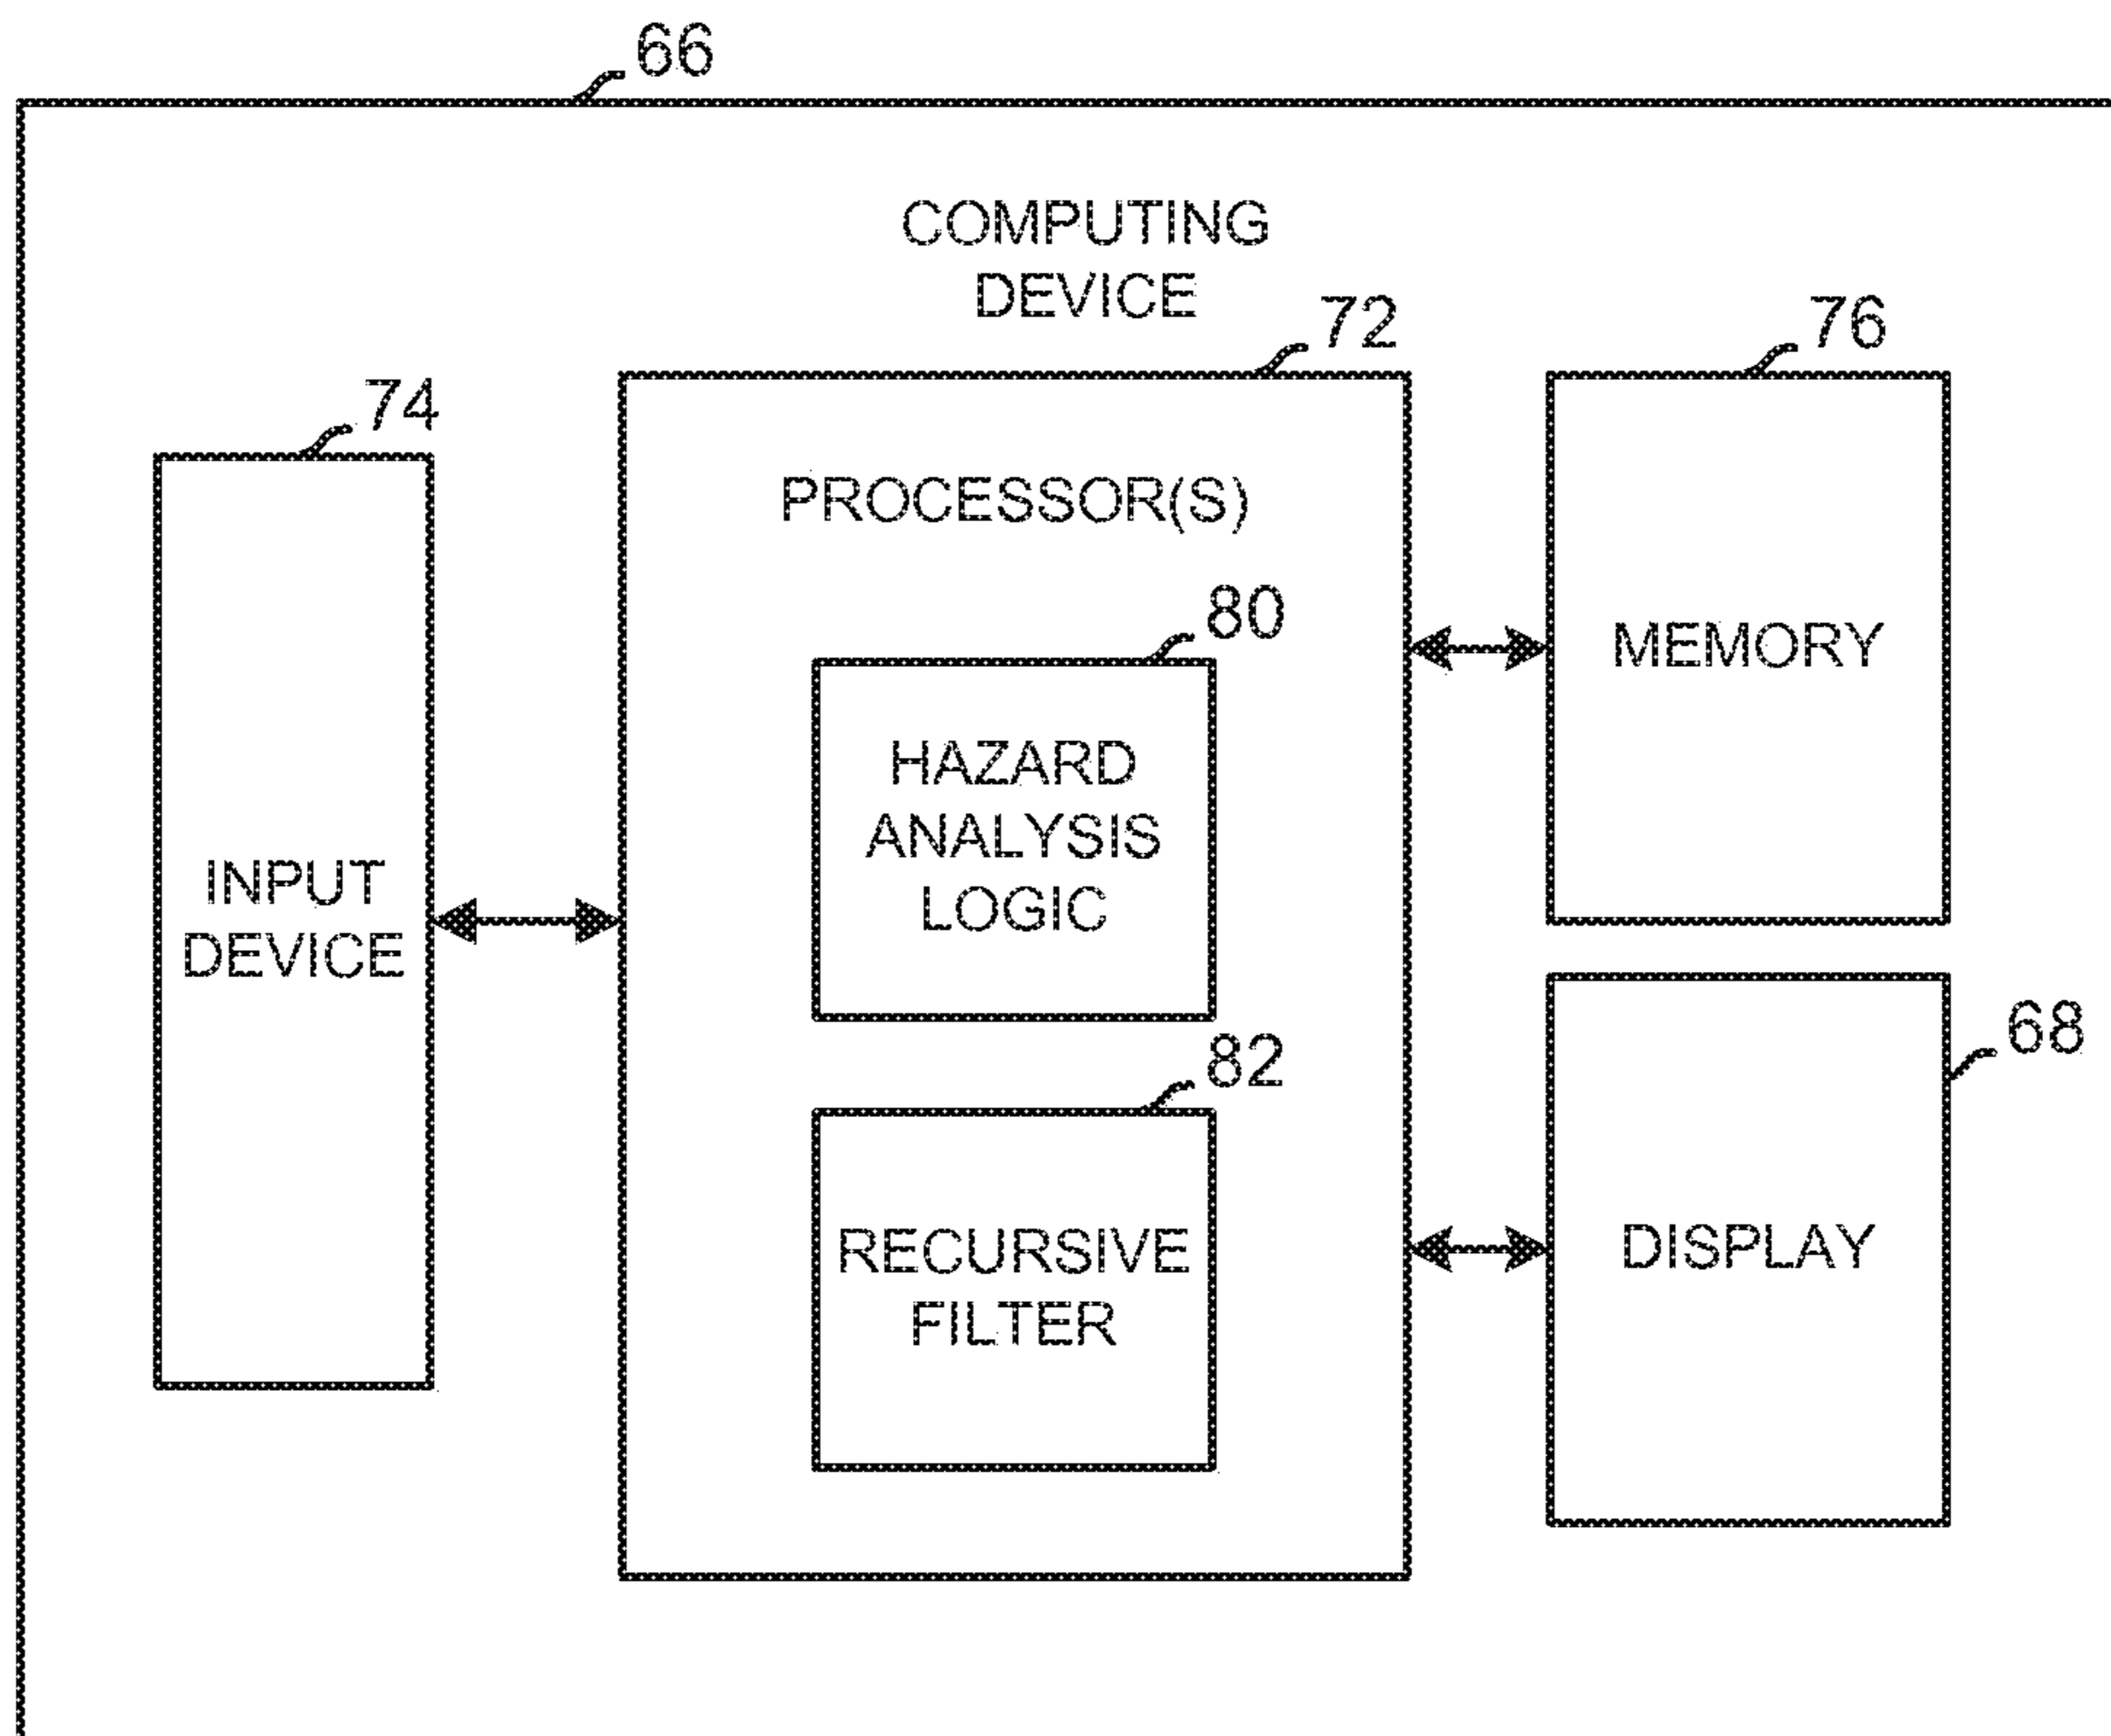 66
COMPUTING
DEVICE
72
76
74
PROCESSOR(S)
80
MEMORY
HAZARD
ANALYSIS
LOGIC
INPUT
DEVICE
68
82
RECURSIVE
FILTER
DISPLAY